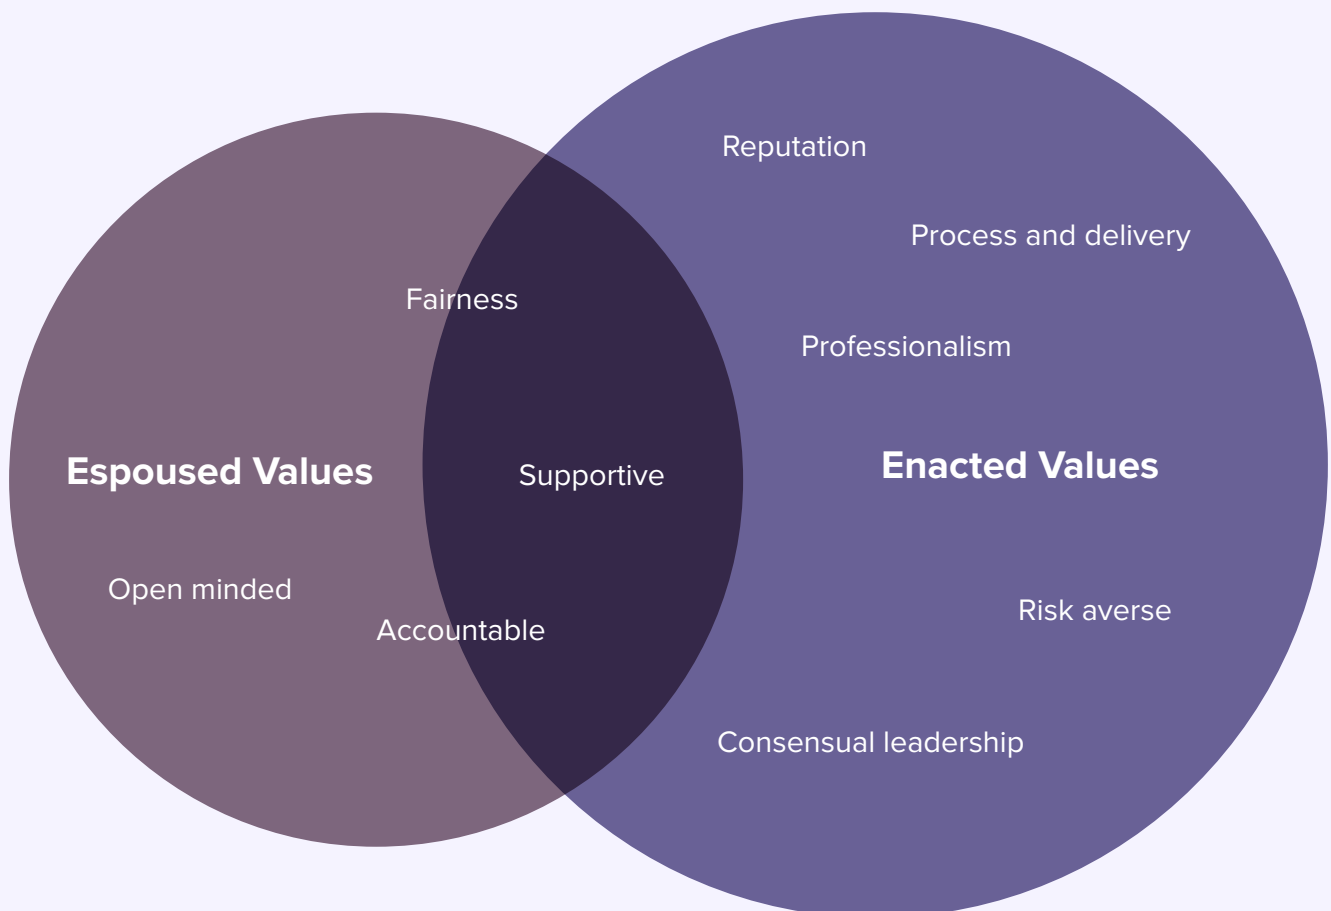 Reputation
Process and delivery
Fairness
Professionalism
Espoused Values
Supportive
Enacted Values
Open minded
Accountable
Risk averse
Consensual leadership